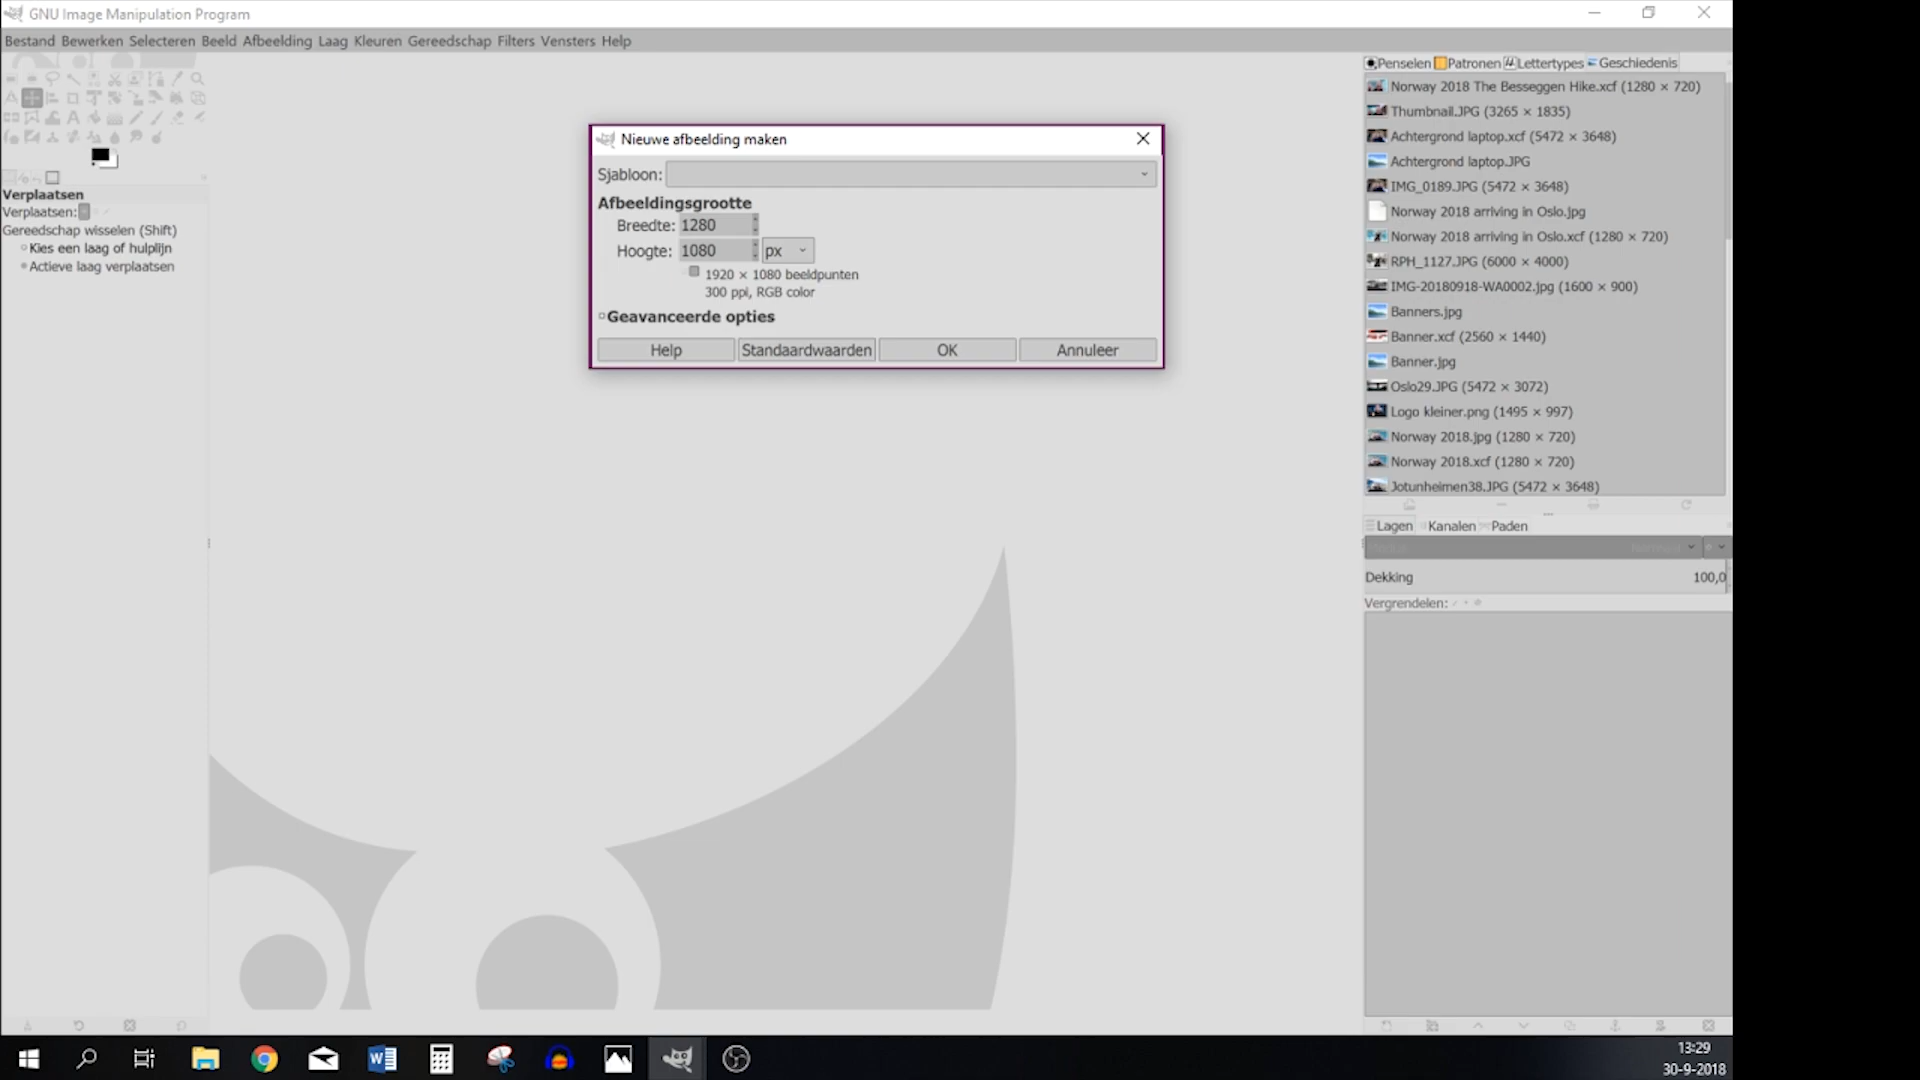 GNU Image Manipulation Program
Bestand Bewerken Selecteren Beeld Afbeelding Laag Kleuren Gereedschap Filters Vensters Help
Verplaatsen
Verplaatsen:
Gereedschap wisselen (Shift)
Kies een laag of hulplijn
Actieve laag verplaatsen
Nieuwe afbeelding maken
Sjabloon:
Afbeeldingsgrootte
Breedte: 1280
Hoogte: 1080 px
1920 × 1080 beeldpunten
300 ppi, RGB color
Geavanceerde opties
Help Standaardwaarden OK Annuleer
Penselen Patronen Lettertypes Geschiedenis
Norway 2018 The Besseggen Hike.xcf (1280 × 720)
Thumbnail.JPG (3265 × 1835)
Achtergrond laptop.xcf (5472 × 3648)
Achtergrond laptop.JPG
IMG_0189.JPG (5472 × 3648)
Norway 2018 arriving in Oslo.jpg
Norway 2018 arriving in Oslo.xcf (1280 × 720)
RPH_1127.JPG (6000 × 4000)
IMG-20180918-WA0002.jpg (1600 × 900)
Banners.jpg
Banner.xcf (2560 × 1440)
Banner.jpg
Oslo29.JPG (5472 × 3072)
Logo kleiner.png (1495 × 997)
Norway 2018.jpg (1280 × 720)
Norway 2018.xcf (1280 × 720)
Jotunheimen38.JPG (5472 × 3648)
Lagen Kanalen Paden
Dekking 100,0
Vergrendelen:
13:29
30-9-2018